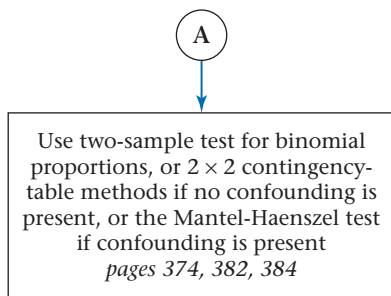 A
Use two-sample test for binomial
proportions, or 2 × 2 contingency-
table methods if no confounding is
present, or the Mantel-Haenszel test
if confounding is present
pages 374, 382, 384